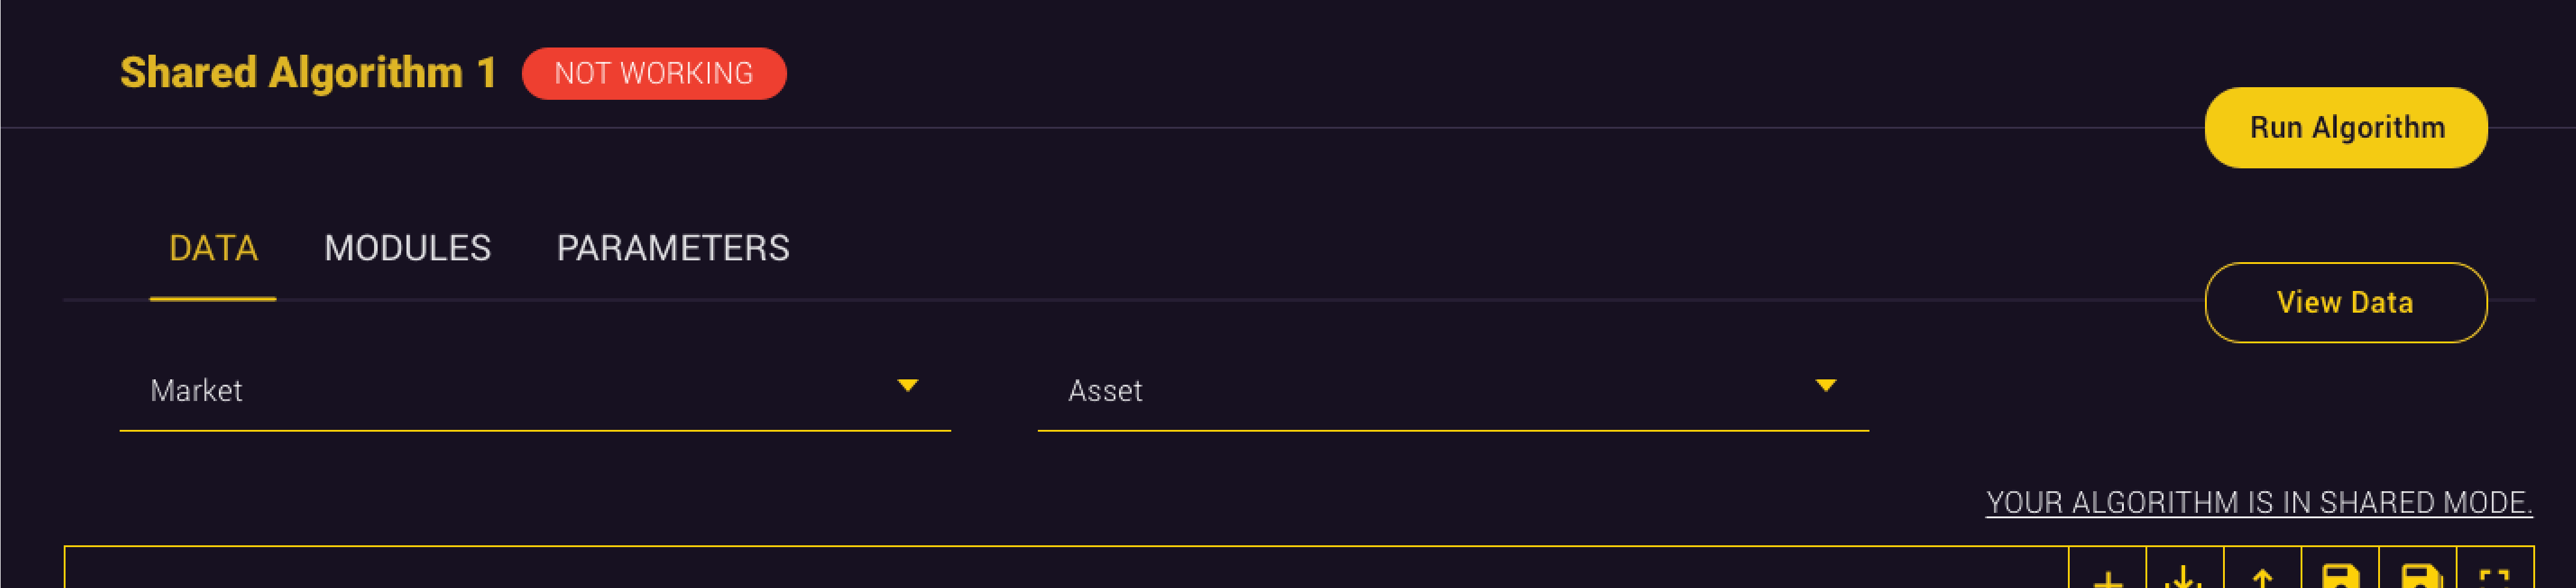 Shared Algorithm 1 NOT WORKING
Run Algorithm
DATA MODULES PARAMETERS
View Data
Market Asset
YOUR ALGORITHM IS IN SHARED MODE.